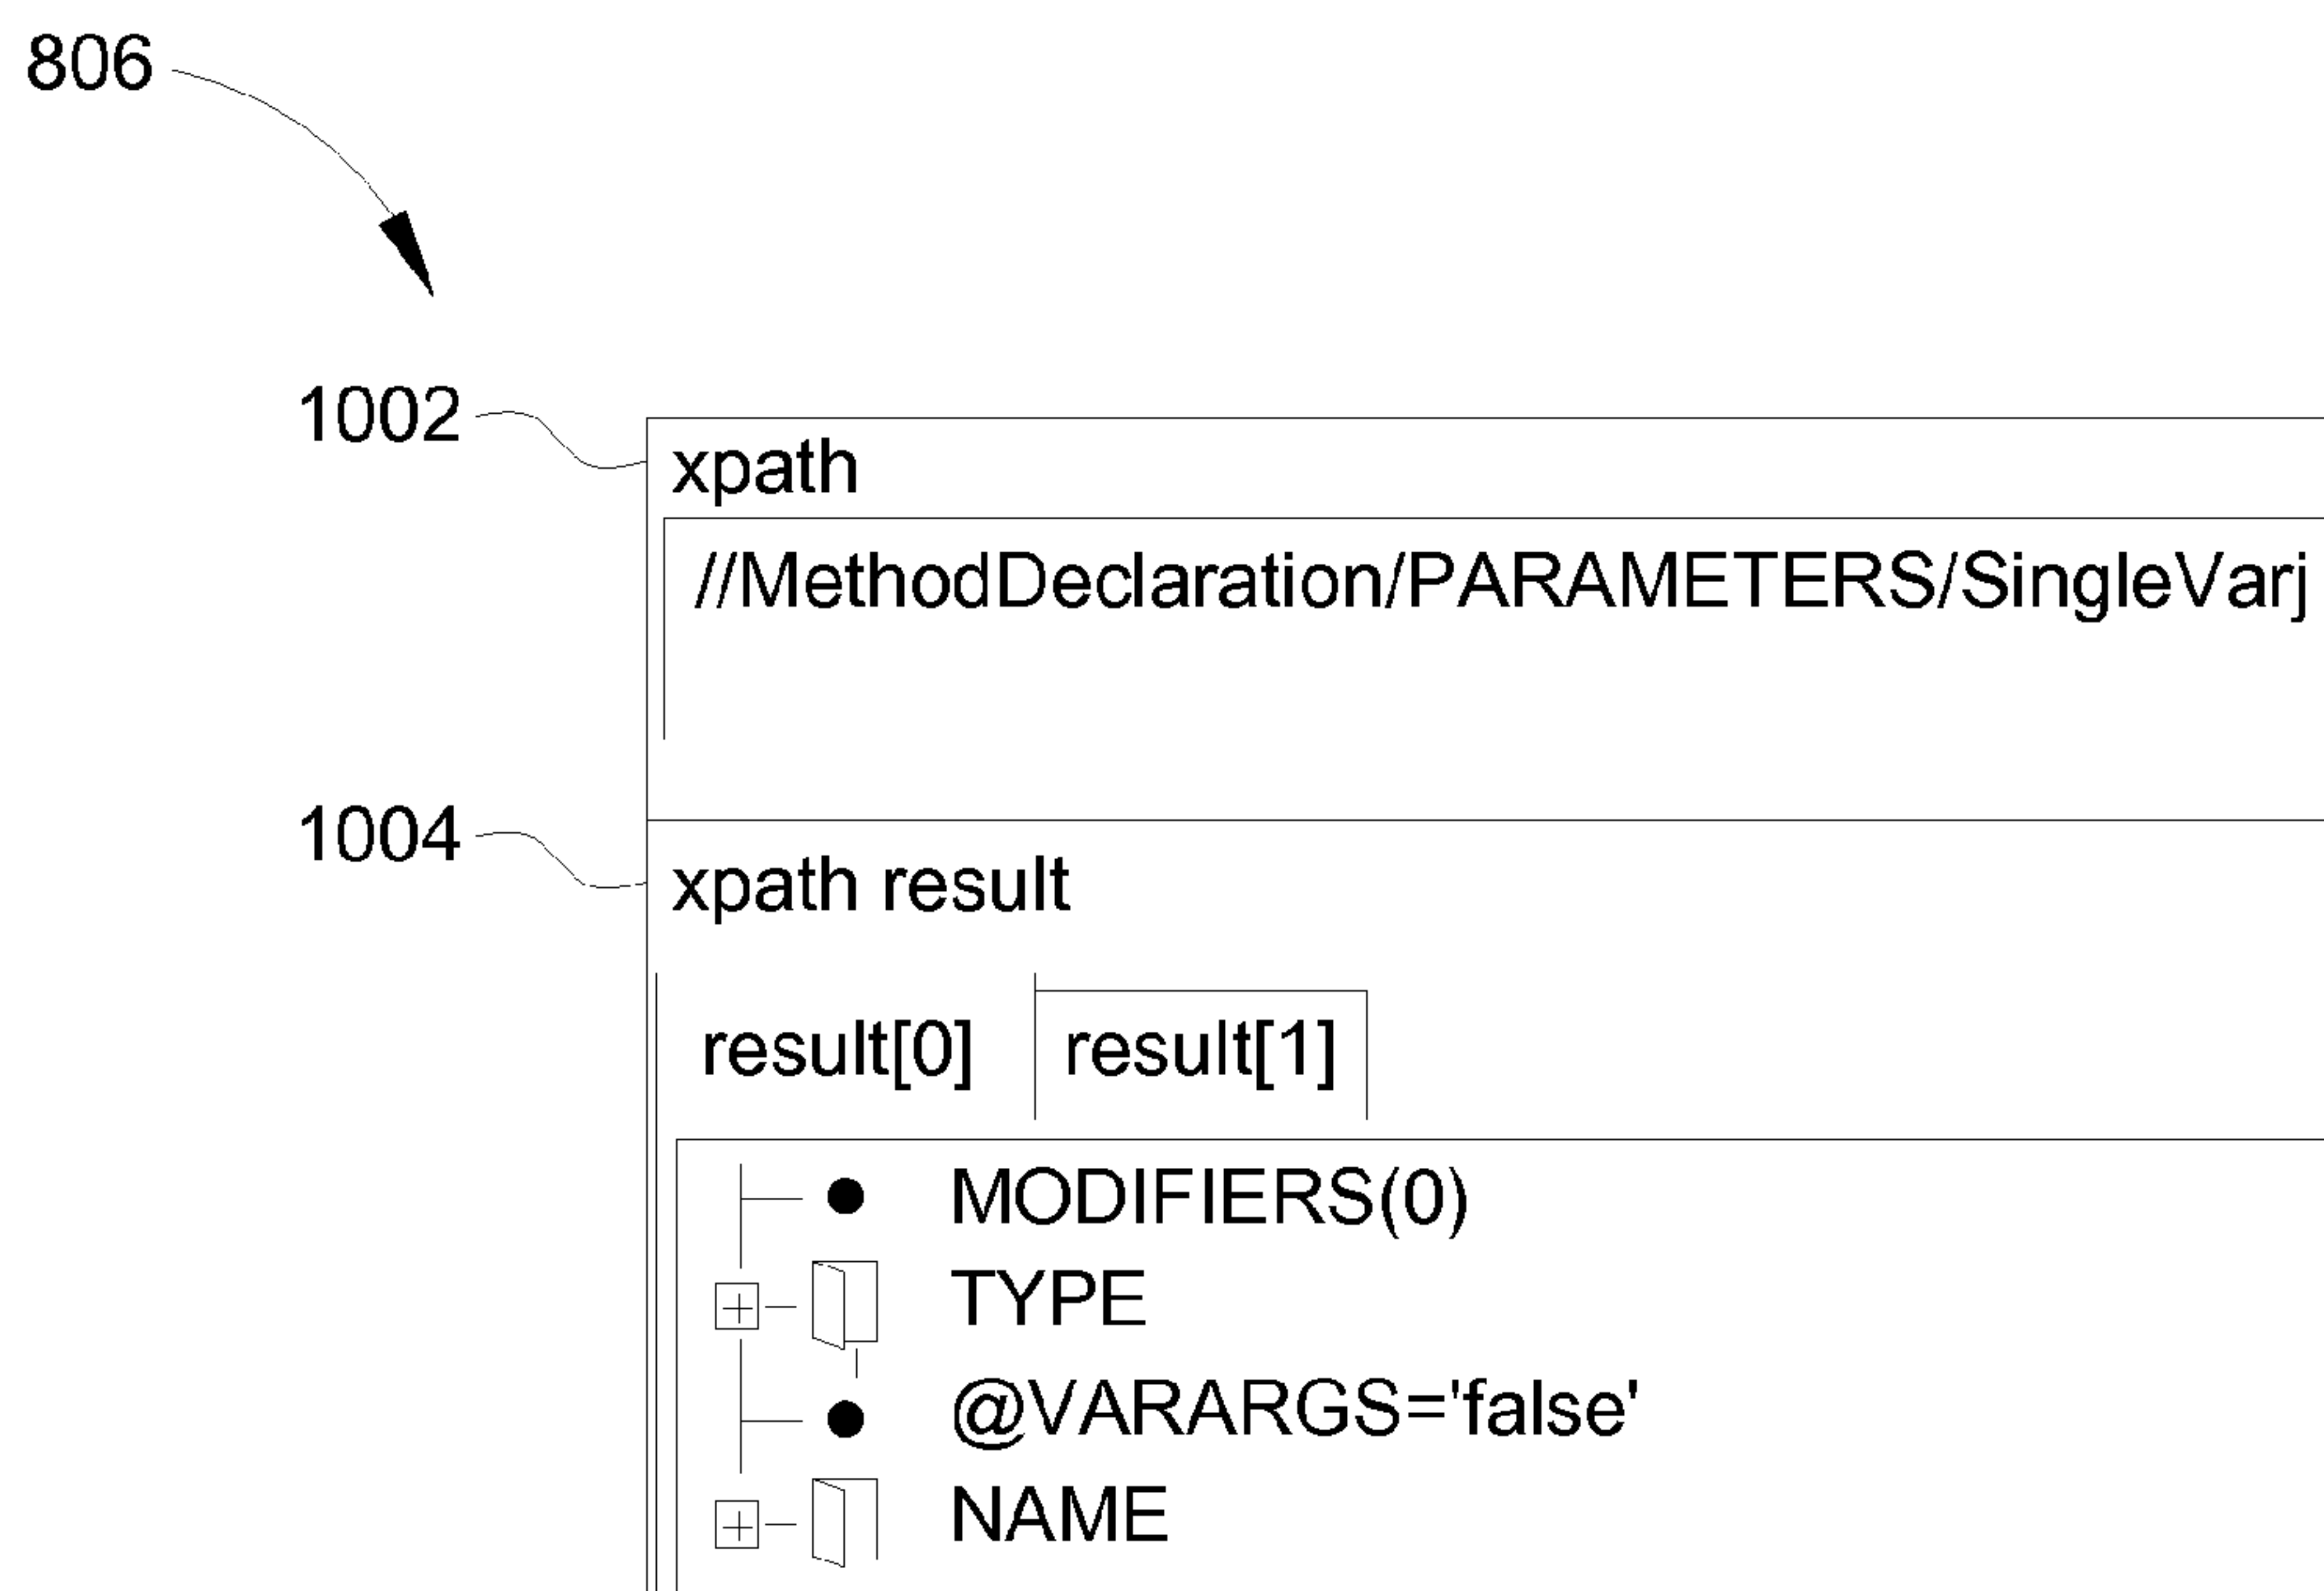 806
1002
xpath
//MethodDeclaration/PARAMETERS/SingleVarj
1004
xpath result
result[0] result[1]
MODIFIERS(0)
TYPE
@VARARGS='false'
NAME